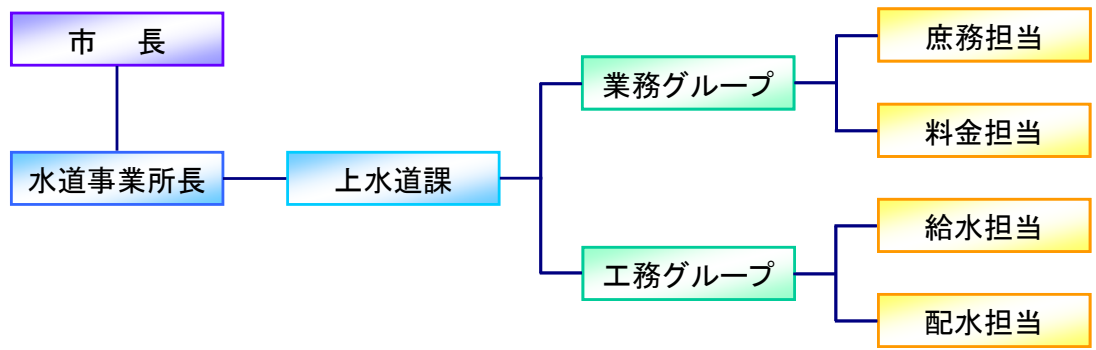 市　長
水道事業所長
上水道課
業務グループ
工務グループ
庶務担当
料金担当
給水担当
配水担当